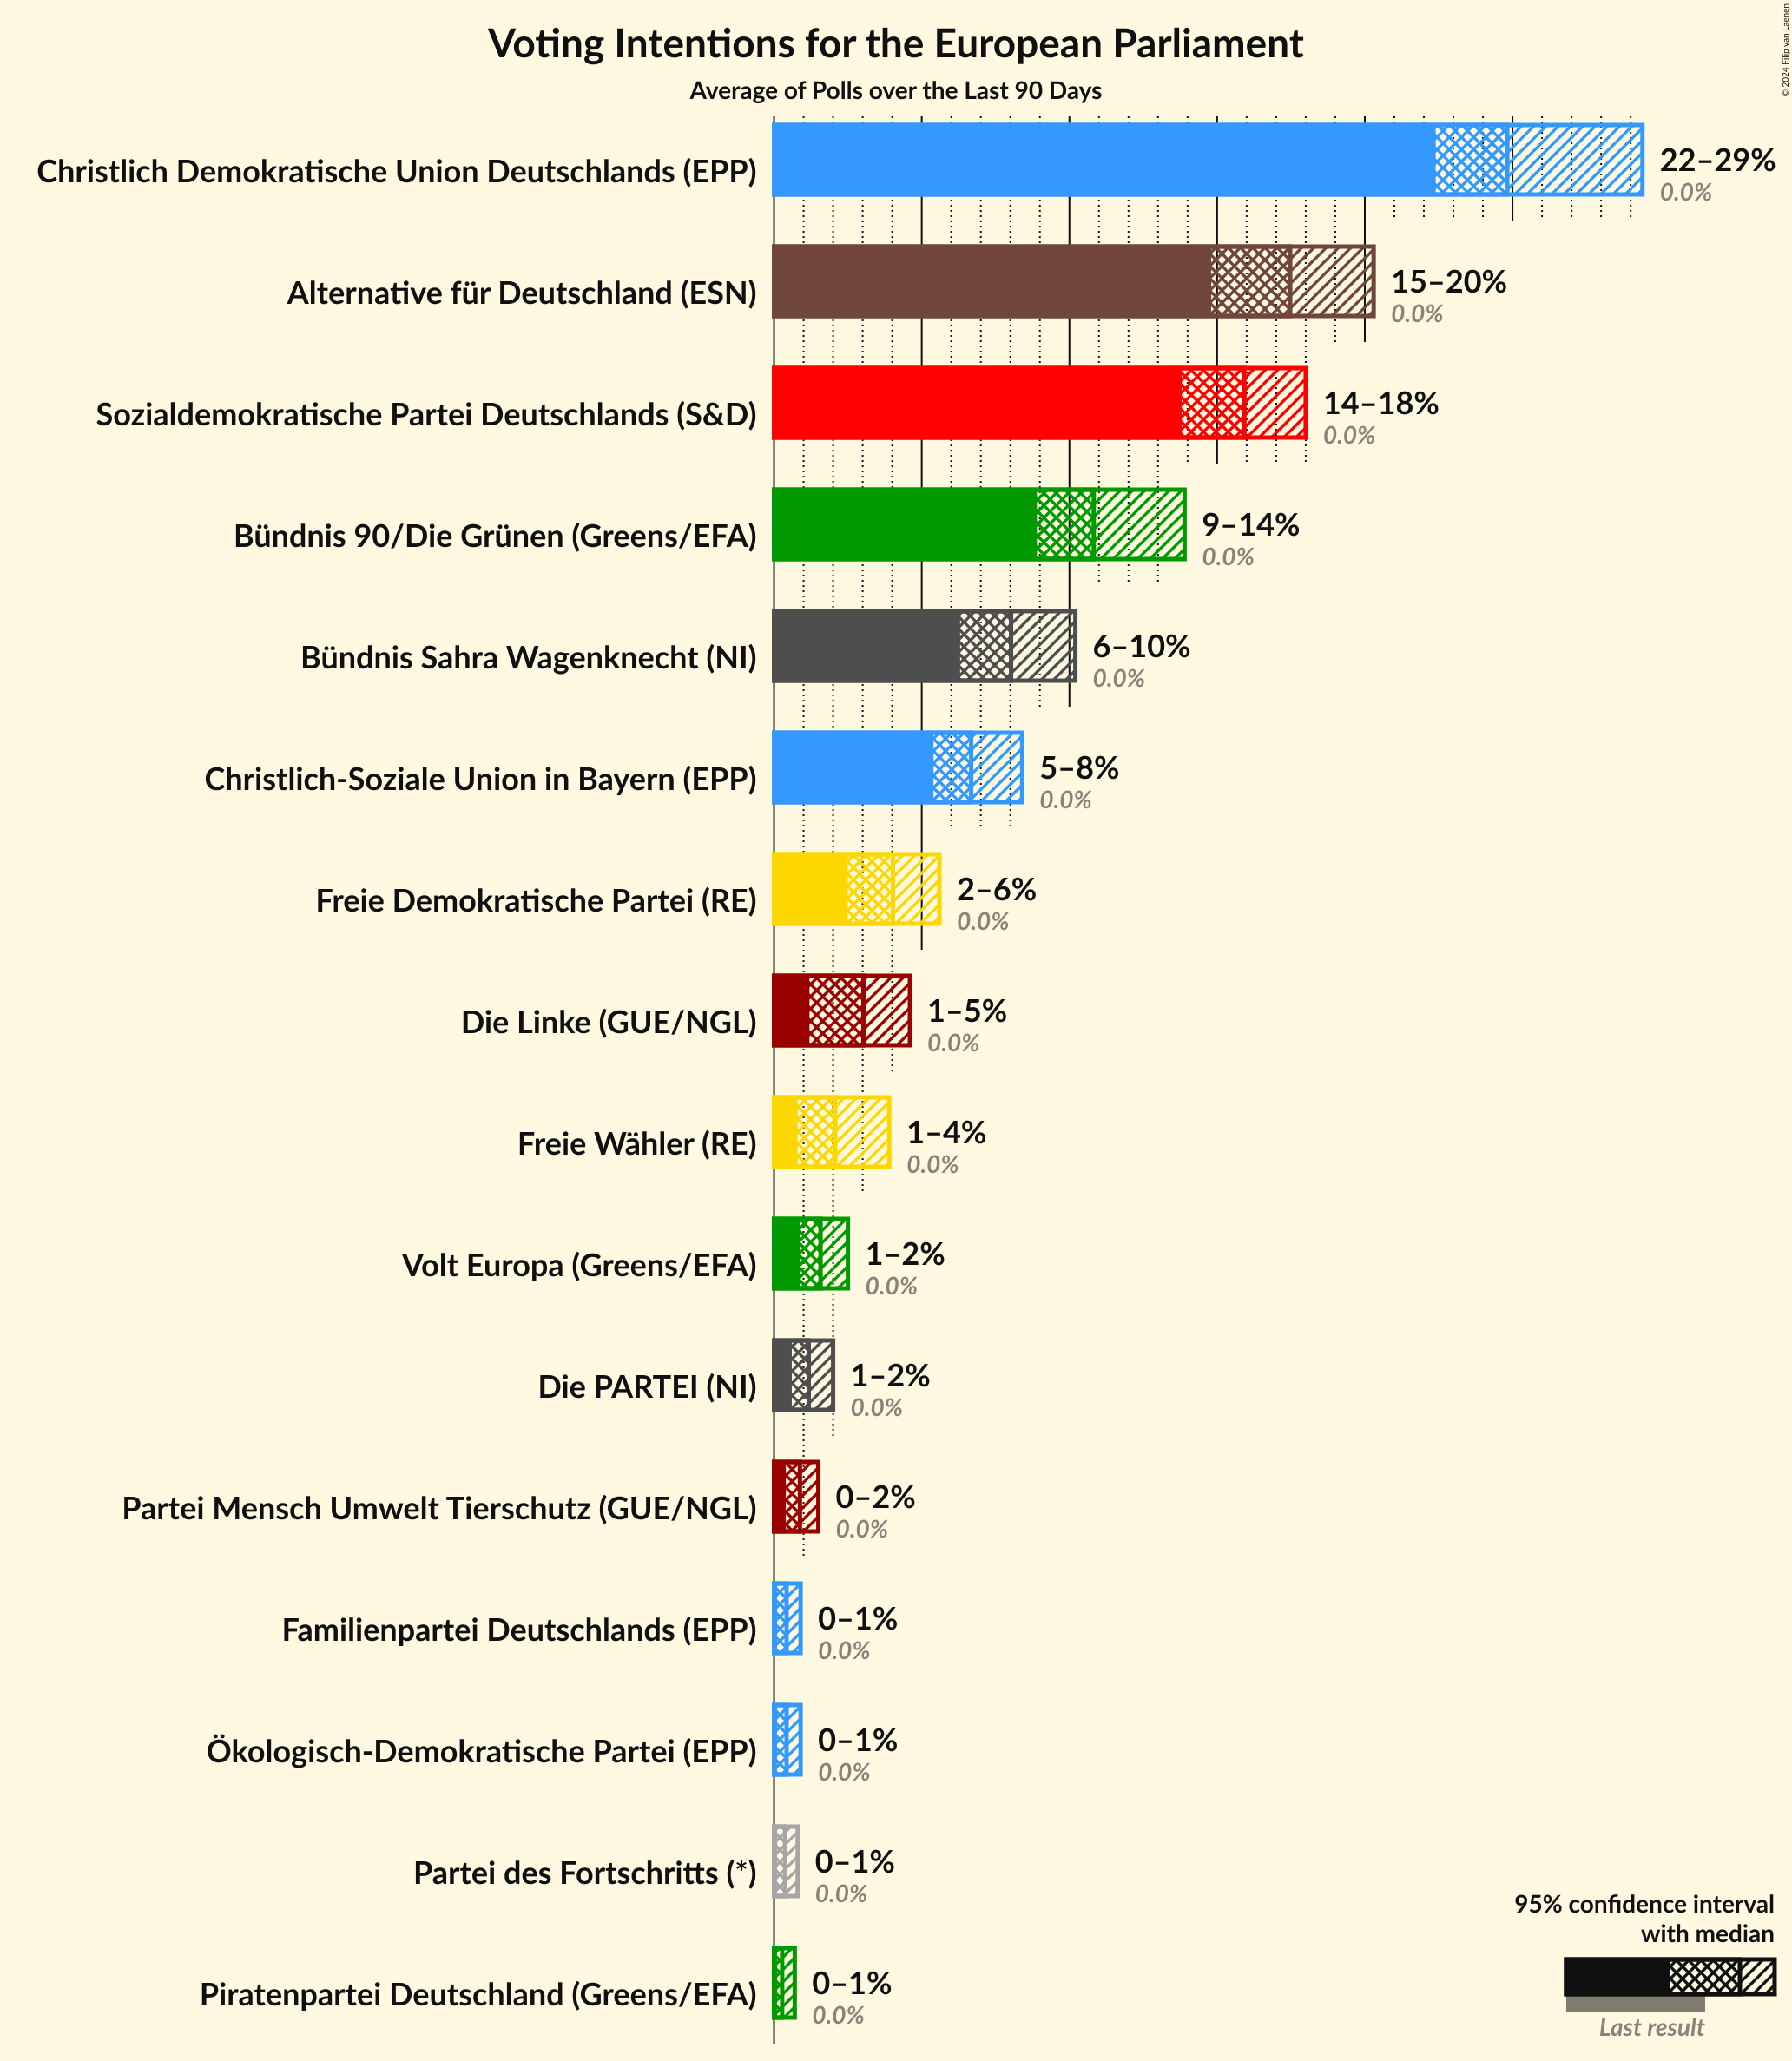 Voting Intentions for the European Parliament
Average of Polls over the Last 90 Days
© 2024 Filip van Laenen
Christlich Demokratische Union Deutschlands (EPP)
22–29%
0.0%
Alternative für Deutschland (ESN)
15–20%
0.0%
Sozialdemokratische Partei Deutschlands (S&D)
14–18%
0.0%
Bündnis 90/Die Grünen (Greens/EFA)
9–14%
0.0%
Bündnis Sahra Wagenknecht (NI)
6–10%
0.0%
Christlich-Soziale Union in Bayern (EPP)
5–8%
0.0%
Freie Demokratische Partei (RE)
2–6%
0.0%
Die Linke (GUE/NGL)
1–5%
0.0%
Freie Wähler (RE)
1–4%
0.0%
Volt Europa (Greens/EFA)
1–2%
0.0%
Die PARTEI (NI)
1–2%
0.0%
Partei Mensch Umwelt Tierschutz (GUE/NGL)
0–2%
0.0%
Familienpartei Deutschlands (EPP)
0–1%
0.0%
Ökologisch-Demokratische Partei (EPP)
0–1%
0.0%
Partei des Fortschritts (*)
0–1%
0.0%
Piratenpartei Deutschland (Greens/EFA)
0–1%
0.0%
95% confidence interval
with median
Last result